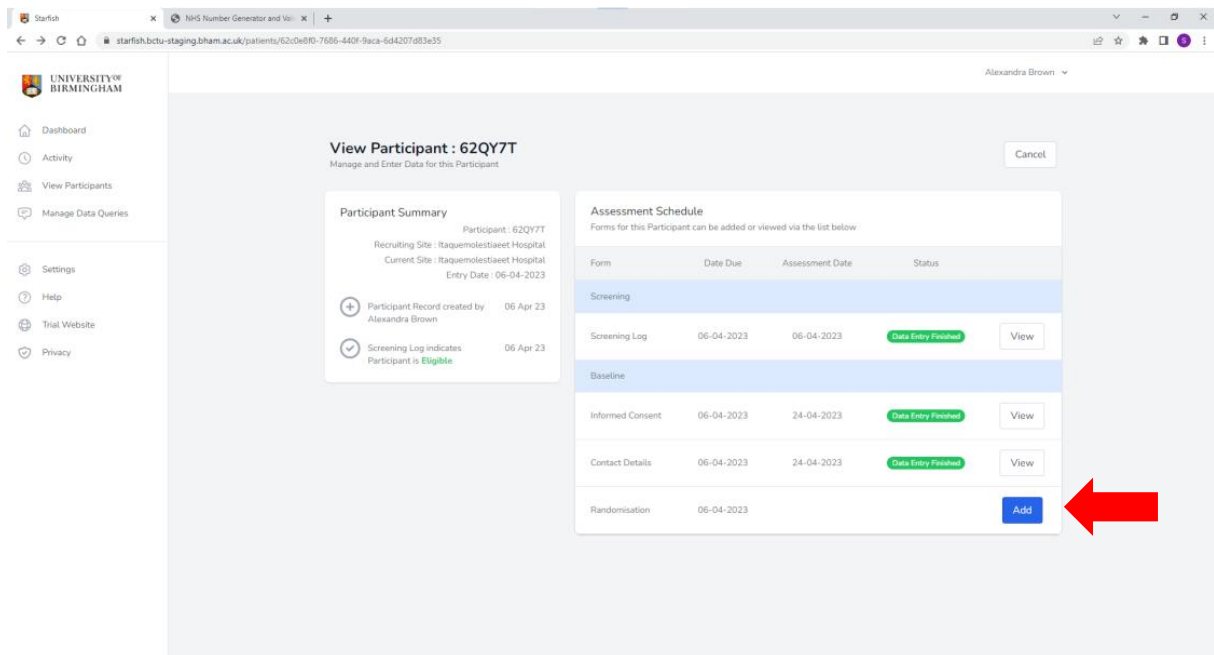 Starfish
NHS Number Generator and Vali
starfish.bctu-staging.bham.ac.uk/patients/62c0e8f0-7686-440f-9aca-6d4207d83e35
S
UNIVERSITY OF
BIRMINGHAM
Alexandra Brown
Dashboard
Activity
View Participants
Manage Data Queries
Settings
Help
Trial Website
Privacy
View Participant : 62QY7T
Manage and Enter Data for this Participant
Cancel
Participant Summary
Participant : 62QY7T
Recruiting Site : Itaquemolestiaeet Hospital
Current Site : Itaquemolestiaeet Hospital
Entry Date : 06-04-2023
Participant Record created by 06 Apr 23
Alexandra Brown
Screening Log indicates 06 Apr 23
Participant is Eligible
Assessment Schedule
Forms for this Participant can be added or viewed via the list below
Form Date Due Assessment Date Status
Screening
Screening Log 06-04-2023 06-04-2023 Data Entry Finished View
Baseline
Informed Consent 06-04-2023 24-04-2023 Data Entry Finished View
Contact Details 06-04-2023 24-04-2023 Data Entry Finished View
Randomisation 06-04-2023 Add